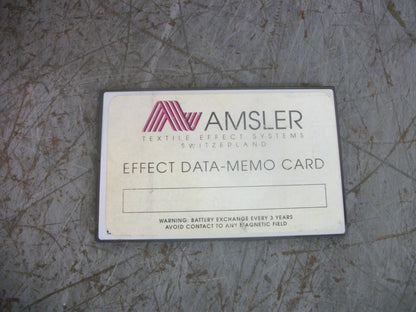 AMSLER
TEXTILE EFFECT SYSTEMS
SWITZERLAND
EFFECT DATA-MEMO CARD
WARNING: BATTERY EXCHANGE EVERY 3 YEARS
AVOID CONTACT TO ANY MAGNETIC FIELD